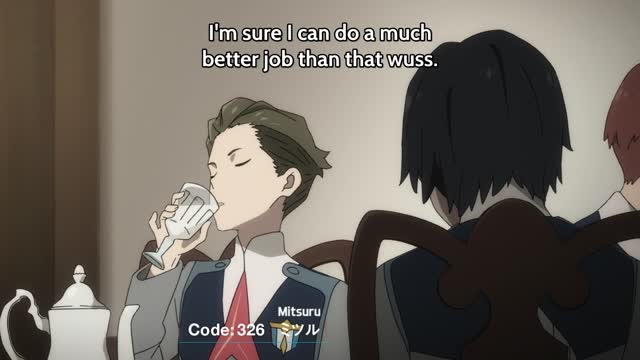 I'm sure I can do a much
better job than that wuss.
Mitsuru
Code:326 ミツル